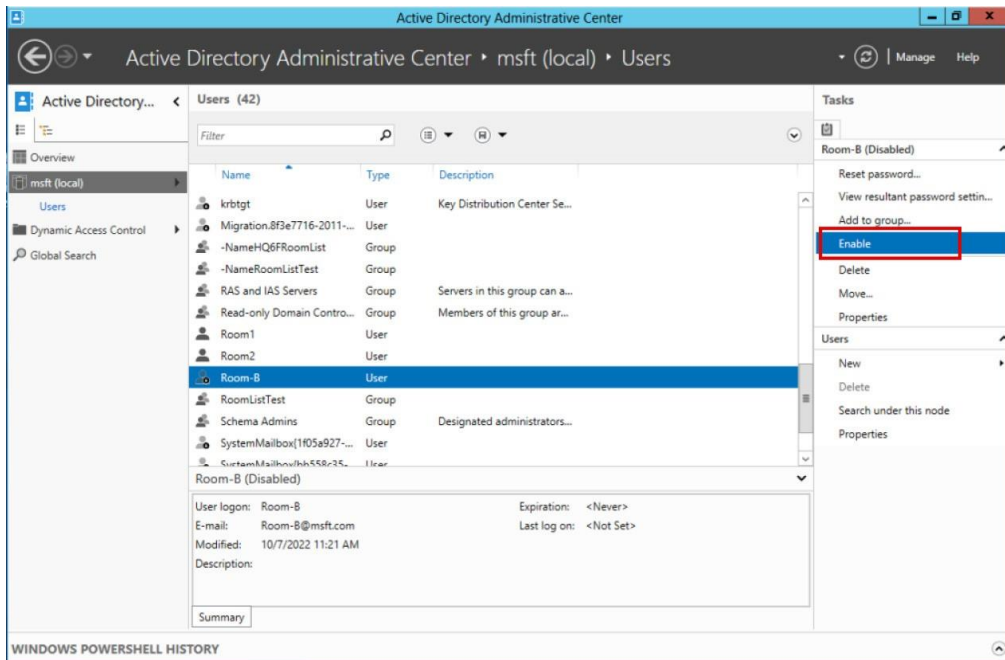 Active Directory Administrative Center
Active Directory Administrative Center • msft (local) • Users
Manage Help
Active Directory...
Overview
msft (local)
Users
Dynamic Access Control
Global Search
Users (42)
Filter
Name Type Description
krbtgt User Key Distribution Center Se...
Migration.8f3e7716-2011-... User
-NameHQ6FRoomList Group
-NameRoomListTest Group
RAS and IAS Servers Group Servers in this group can a...
Read-only Domain Contro... Group Members of this group ar...
Room1 User
Room2 User
Room-B User
RoomListTest Group
Schema Admins Group Designated administrators...
SystemMailbox{1f05a927-... User
SystemMailbox{bb558c35- User
Room-B (Disabled)
User logon: Room-B Expiration: <Never>
E-mail: Room-B@msft.com Last log on: <Not Set>
Modified: 10/7/2022 11:21 AM
Description:
Summary
Tasks
Room-B (Disabled)
Reset password...
View resultant password settin...
Add to group...
Enable
Delete
Move...
Properties
Users
New
Delete
Search under this node
Properties
WINDOWS POWERSHELL HISTORY